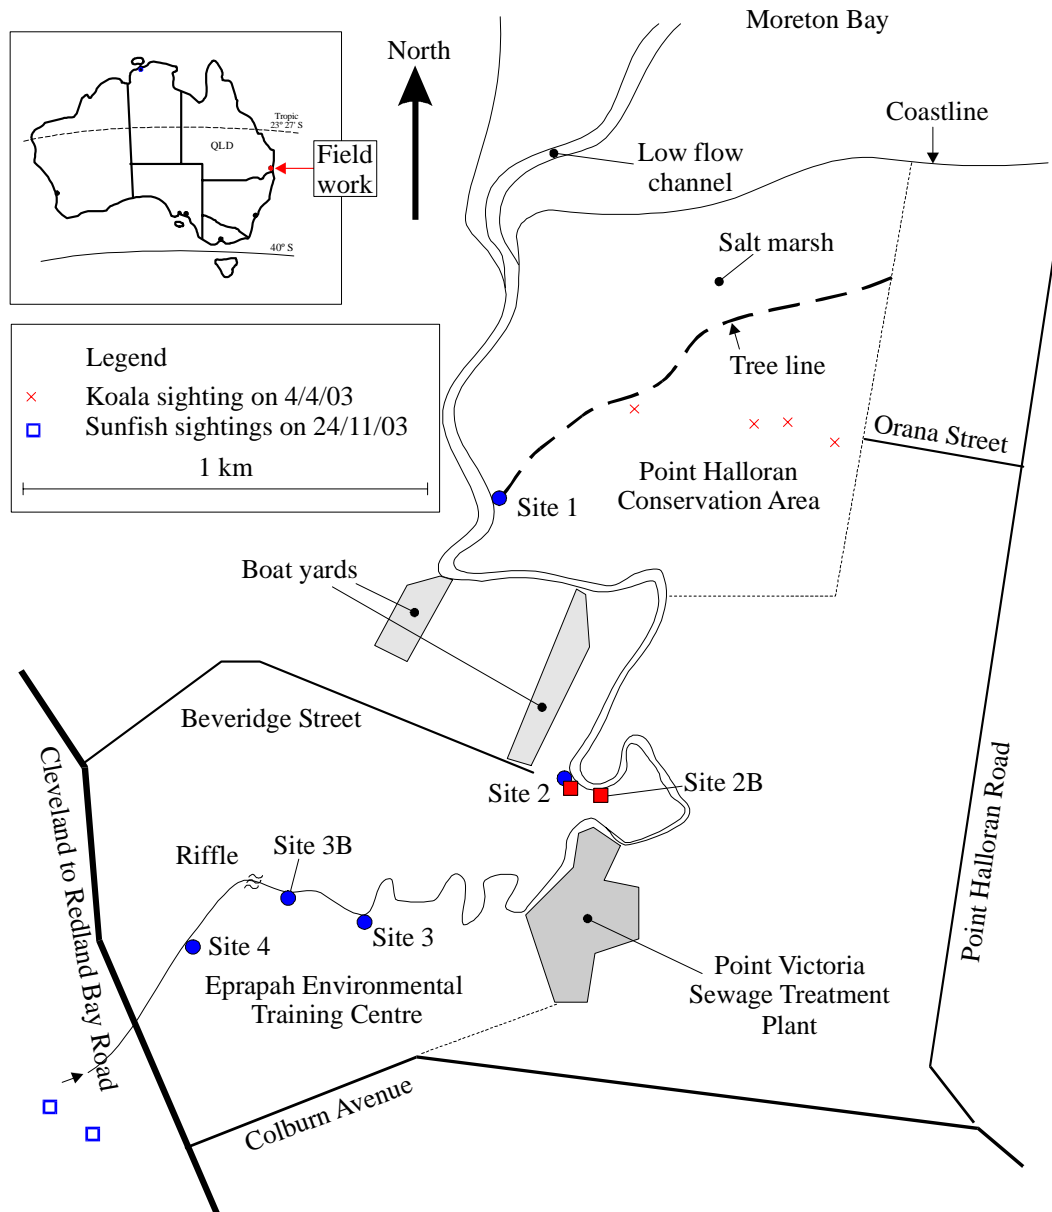 Moreton Bay
North
Coastline
Tropic
23° 27' S
QLD
Field
work
40° S
Low flow
channel
Salt marsh
Tree line
Legend
Koala sighting on 4/4/03
Sunfish sightings on 24/11/03
1 km
Orana Street
Point Halloran
Conservation Area
Site 1
Boat yards
Beveridge Street
Cleveland to Redland Bay Road
Point Halloran Road
Site 2
Site 2B
Site 3B
Riffle
Site 3
Site 4
Eprapah Environmental
Training Centre
Point Victoria
Sewage Treatment
Plant
Colburn Avenue